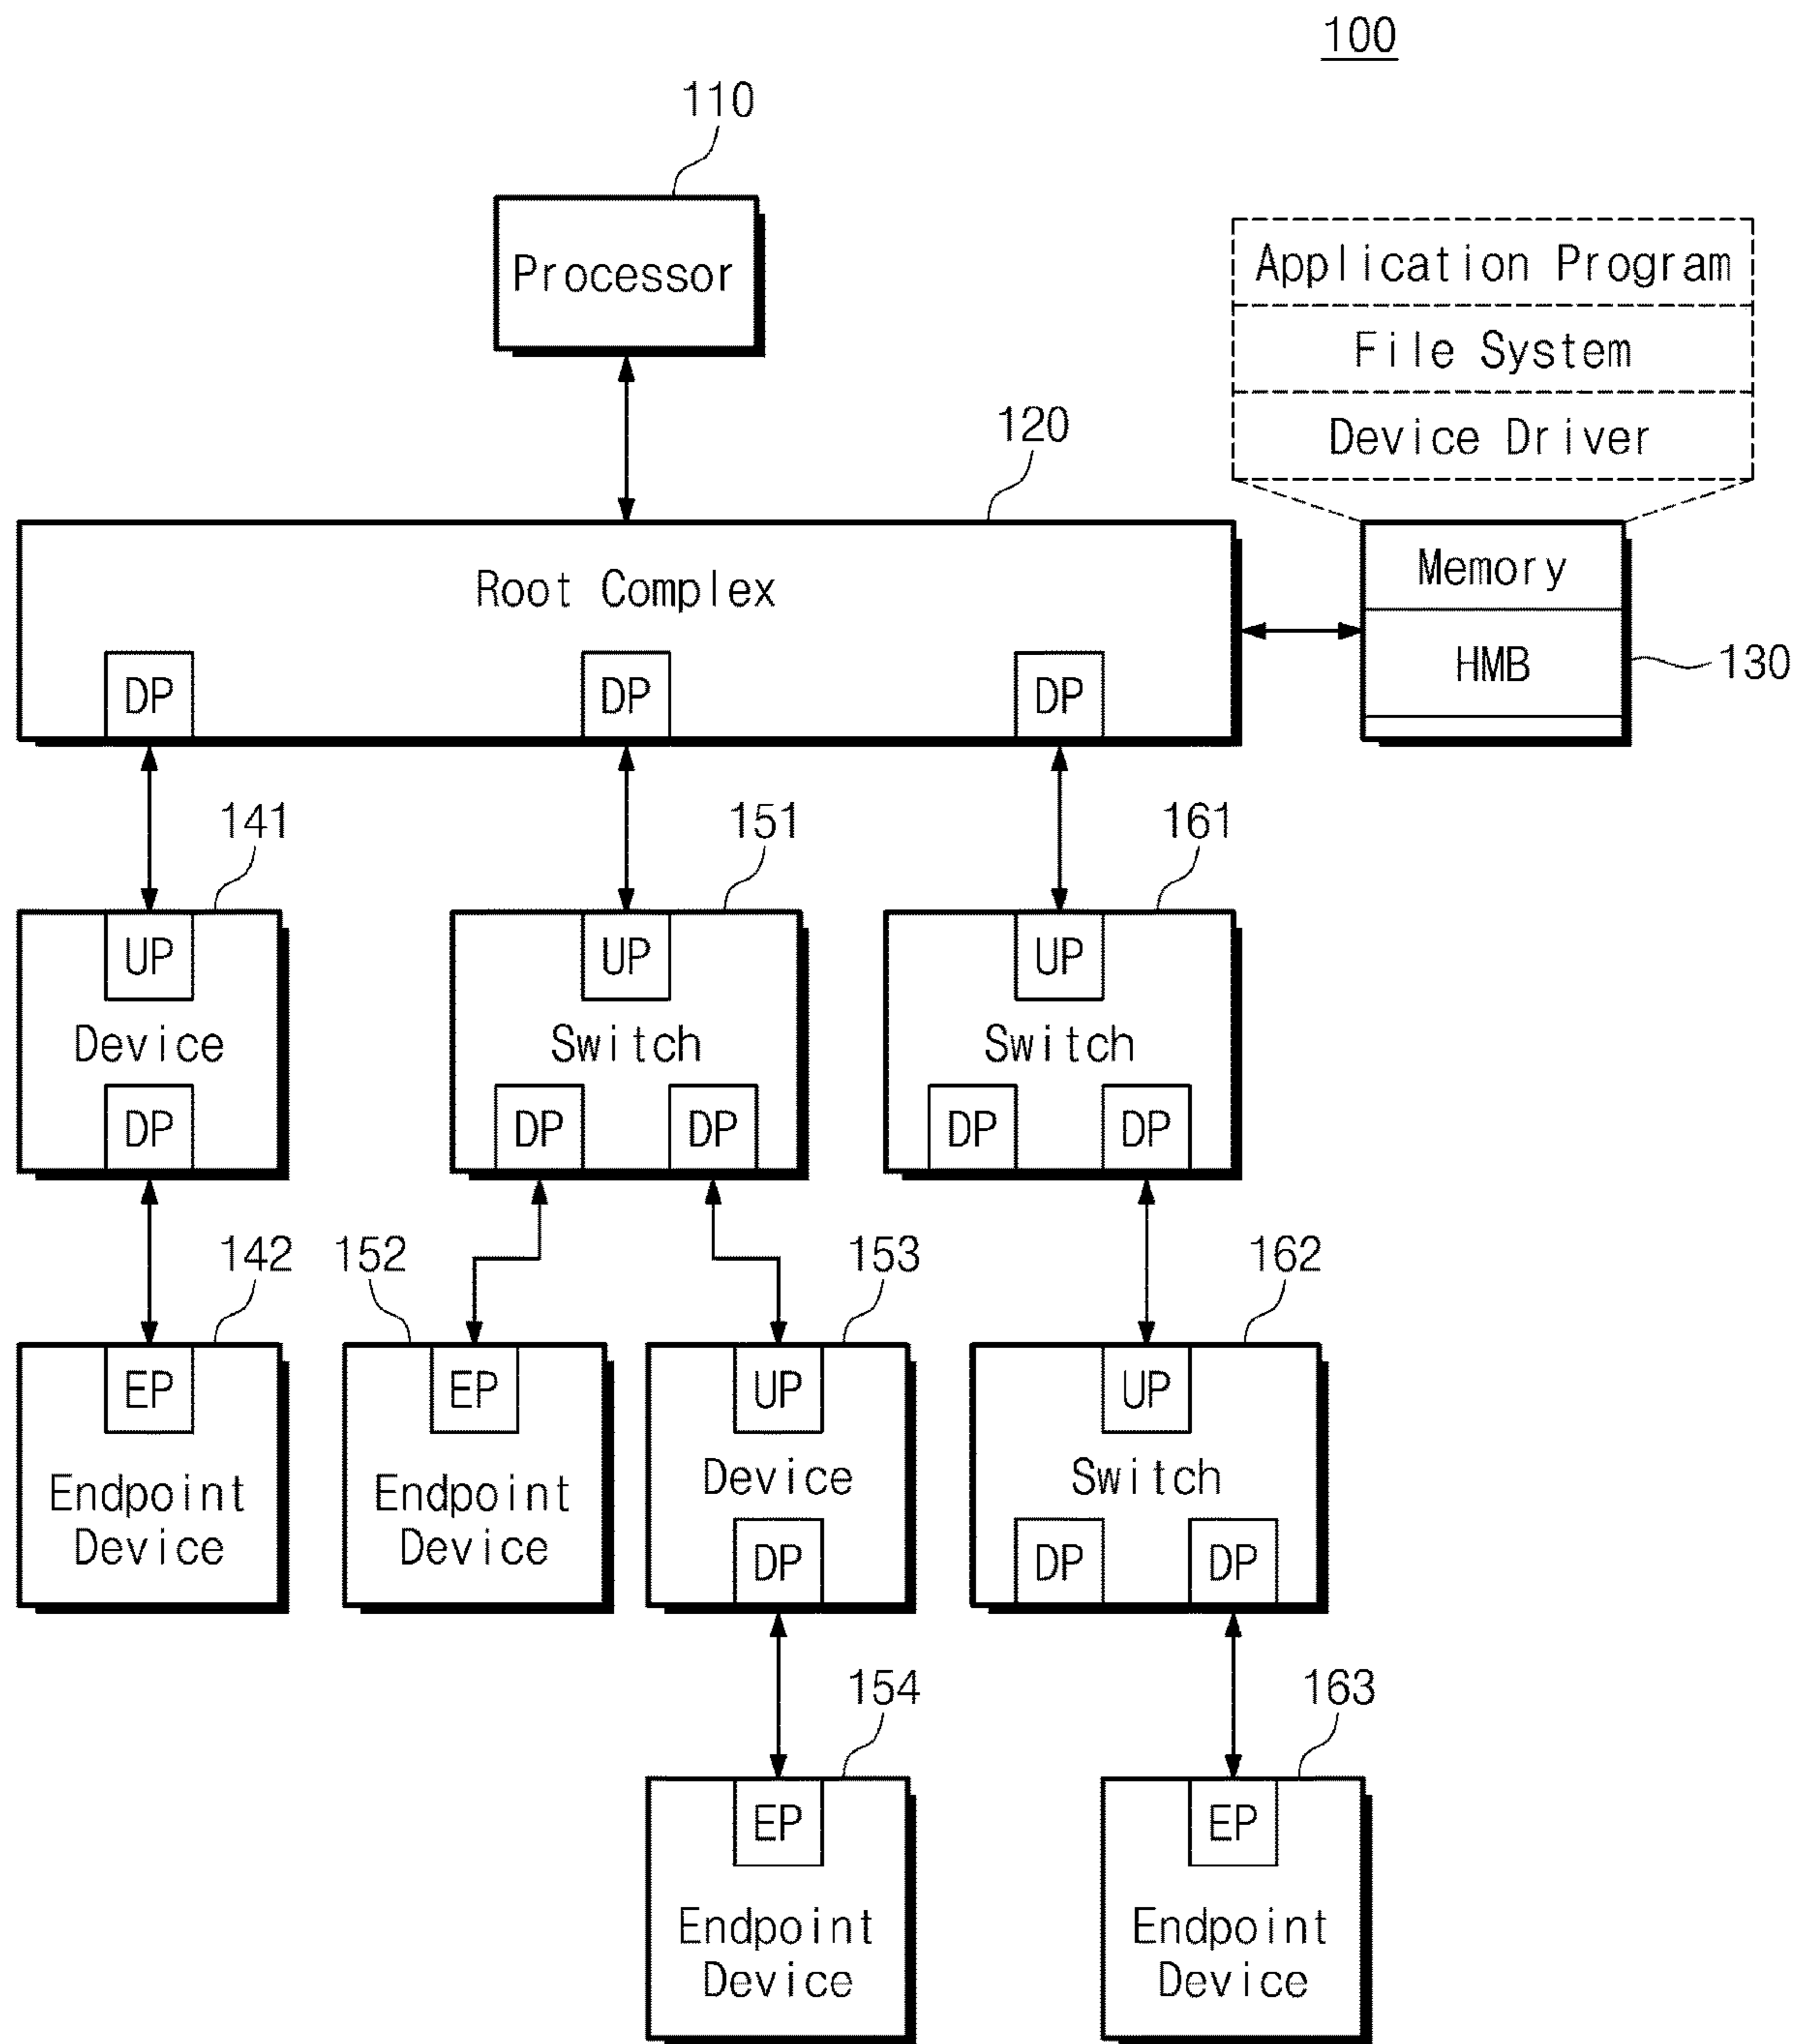 100
110
Processor
Application Program
File System
Device Driver
120
Root Complex
Memory
HMB
130
DP
DP
DP
141
151
161
UP
UP
UP
Device
Switch
Switch
DP
DP
DP
DP
DP
142
152
153
162
EP
EP
UP
UP
Endpoint
Device
Endpoint
Device
Device
Switch
DP
DP
DP
154
163
EP
EP
Endpoint
Device
Endpoint
Device